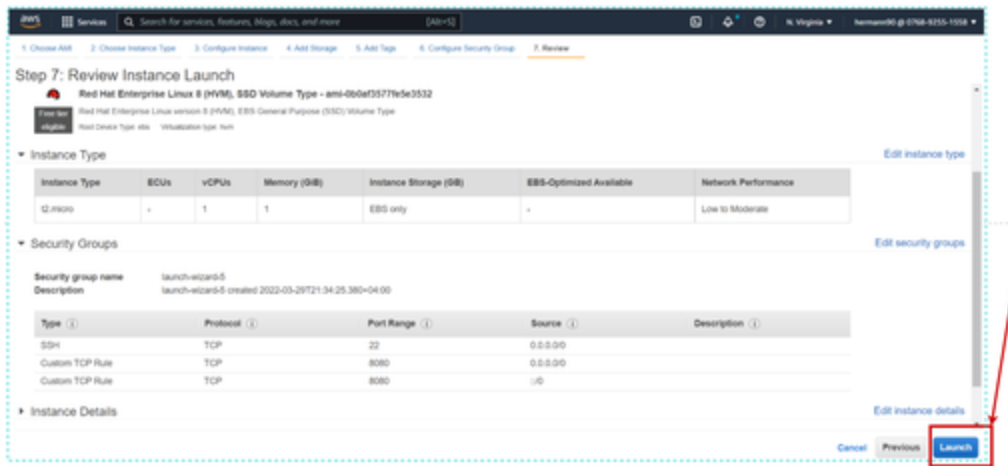 aws Services Search for services, features, blogs, docs, and more [Alt+S] N. Virginia hermann90 @ 0768-9255-1558
1. Choose AMI 2. Choose Instance Type 3. Configure Instance 4. Add Storage 5. Add Tags 6. Configure Security Group 7. Review
Step 7: Review Instance Launch
Red Hat Enterprise Linux 8 (HVM), SSD Volume Type - ami-0b0af3577fe5e3532
Free tier eligible
Red Hat Enterprise Linux version 8 (HVM), EBS General Purpose (SSD) Volume Type
Root Device Type: ebs Virtualization type: hvm
Instance Type Edit instance type
Instance Type ECUs vCPUs Memory (GiB) Instance Storage (GB) EBS-Optimized Available Network Performance
t2.micro - 1 1 EBS only - Low to Moderate
Security Groups Edit security groups
Security group name launch-wizard-5
Description launch-wizard-5 created 2022-03-29T21:34:25.380+04:00
Type Protocol Port Range Source Description
SSH TCP 22 0.0.0.0/0
Custom TCP Rule TCP 8080 0.0.0.0/0
Custom TCP Rule TCP 8080 ::/0
Instance Details Edit instance details
Cancel Previous Launch